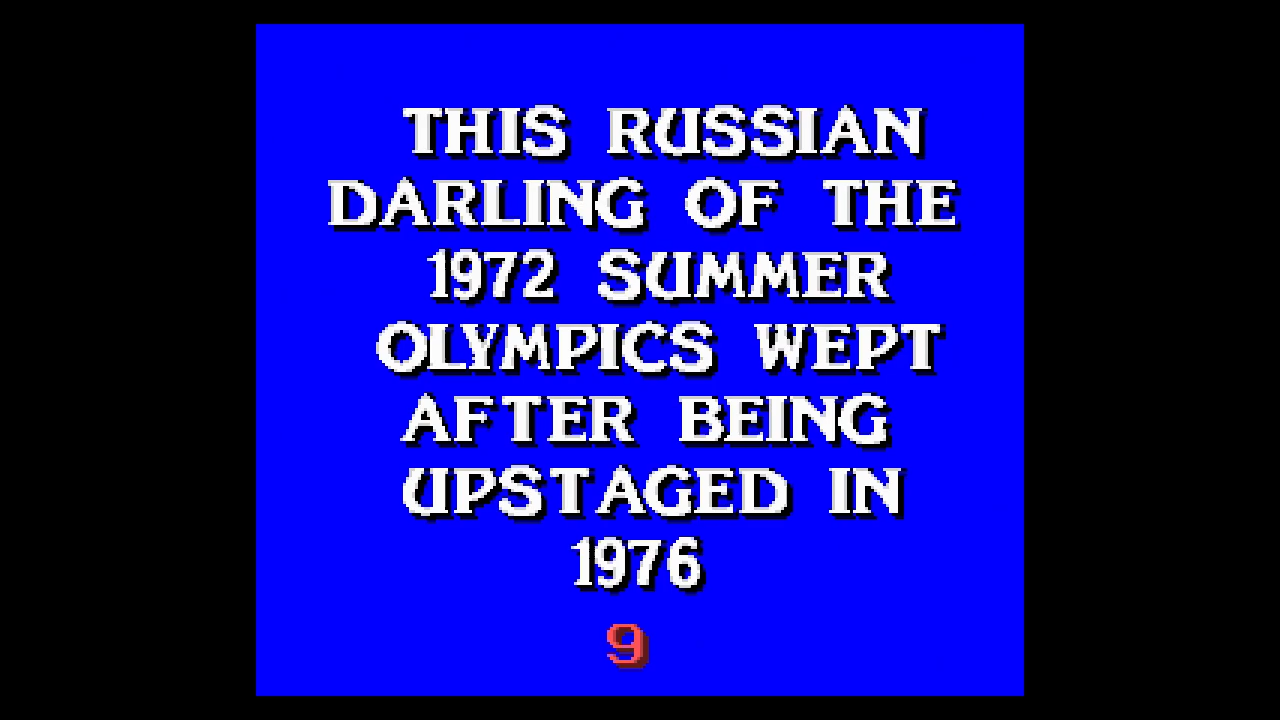 THIS RUSSIAN
DARLING OF THE
1972 SUMMER
OLYMPICS WEPT
AFTER BEING
UPSTAGED IN
1976
9